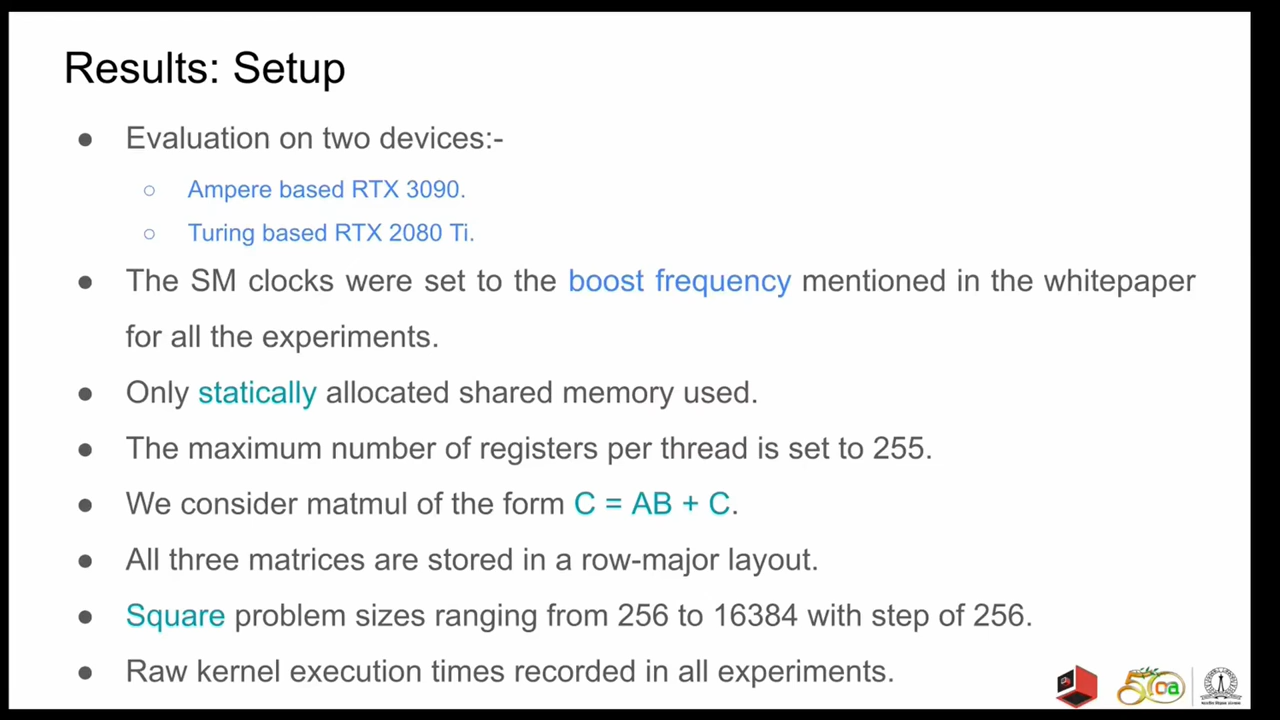 Results: Setup
● Evaluation on two devices:-
○ Ampere based RTX 3090.
○ Turing based RTX 2080 Ti.
● The SM clocks were set to the boost frequency mentioned in the whitepaper
for all the experiments.
● Only statically allocated shared memory used.
● The maximum number of registers per thread is set to 255.
● We consider matmul of the form C = AB + C.
● All three matrices are stored in a row-major layout.
● Square problem sizes ranging from 256 to 16384 with step of 256.
● Raw kernel execution times recorded in all experiments.